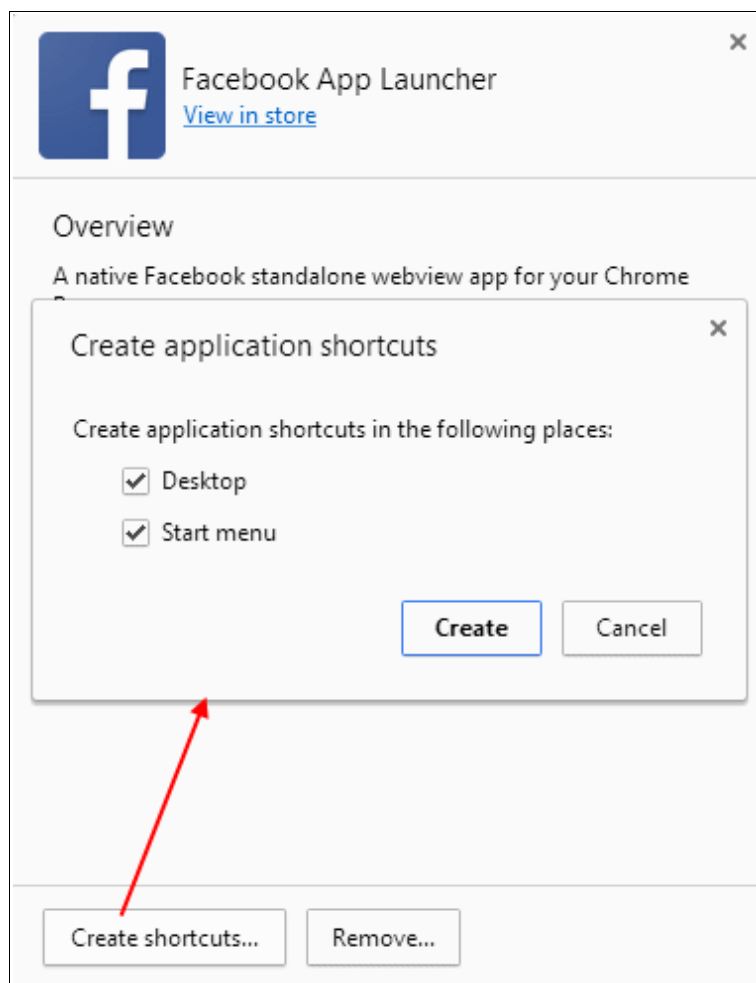 f
Facebook App Launcher
View in store
Overview
A native Facebook standalone webview app for your Chrome
Create application shortcuts
Create application shortcuts in the following places:
Desktop
Start menu
Create
Cancel
Create shortcuts...
Remove...